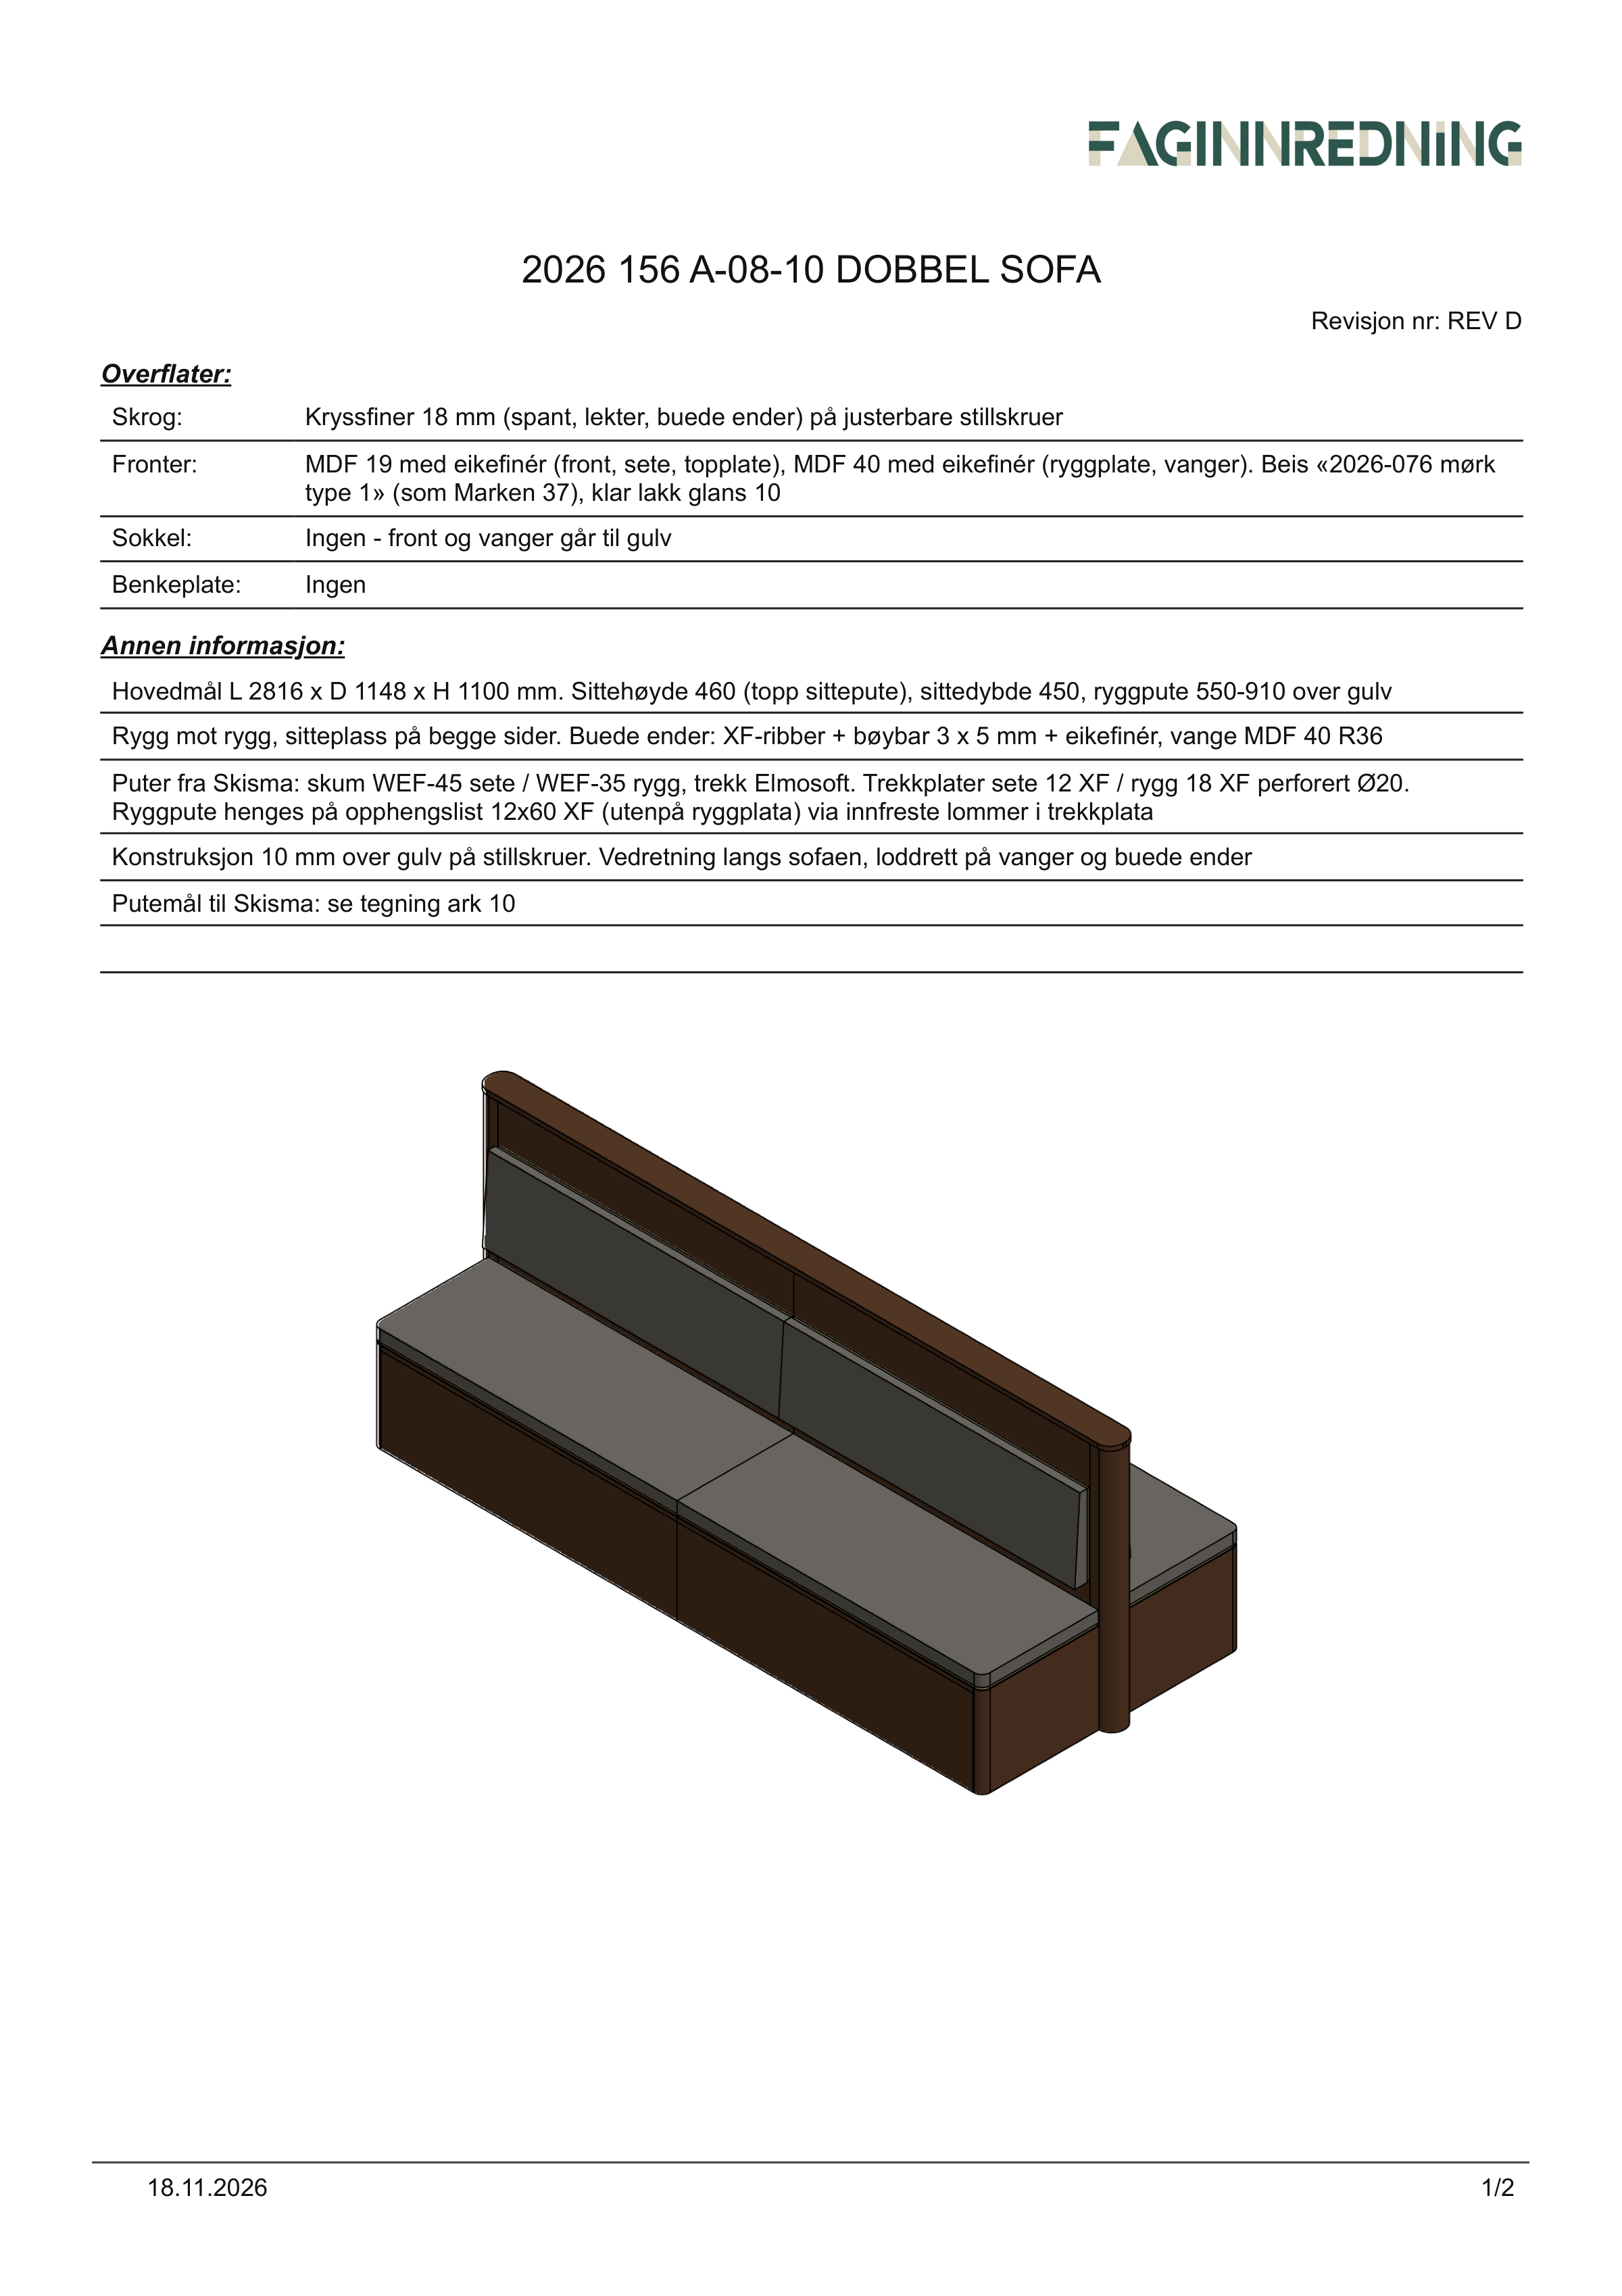 FAGINNREDNING
2026 156 A-08-10 DOBBEL SOFA
Revisjon nr: REV D
Overflater:
Skrog: Kryssfiner 18 mm (spant, lekter, buede ender) på justerbare stillskruer
Fronter: MDF 19 med eikefinér (front, sete, topplate), MDF 40 med eikefinér (ryggplate, vanger). Beis «2026-076 mørk
type 1» (som Marken 37), klar lakk glans 10
Sokkel: Ingen - front og vanger går til gulv
Benkeplate: Ingen
Annen informasjon:
Hovedmål L 2816 x D 1148 x H 1100 mm. Sittehøyde 460 (topp sittepute), sittedybde 450, ryggpute 550-910 over gulv
Rygg mot rygg, sitteplass på begge sider. Buede ender: XF-ribber + bøybar 3 x 5 mm + eikefinér, vange MDF 40 R36
Puter fra Skisma: skum WEF-45 sete / WEF-35 rygg, trekk Elmosoft. Trekkplater sete 12 XF / rygg 18 XF perforert Ø20.
Ryggpute henges på opphengslist 12x60 XF (utenpå ryggplata) via innfreste lommer i trekkplata
Konstruksjon 10 mm over gulv på stillskruer. Vedretning langs sofaen, loddrett på vanger og buede ender
Putemål til Skisma: se tegning ark 10
18.11.2026
1/2